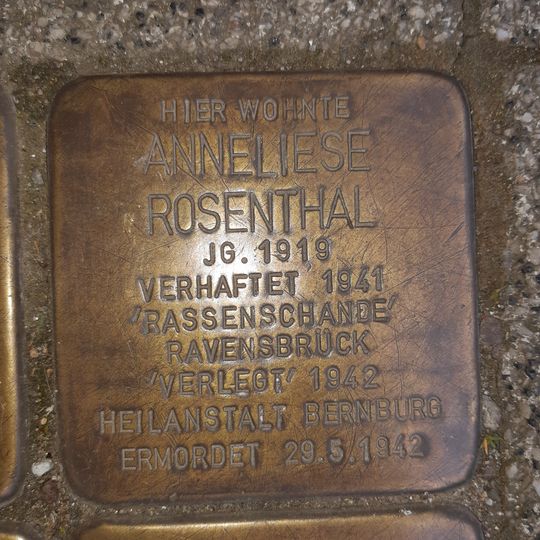 HIER WOHNTE
ANNELIESE
ROSENTHAL
JG. 1919
VERHAFTET 1941
'RASSENSCHANDE'
RAVENSBRÜCK
'VERLEGT' 1942
HEILANSTALT BERNBURG
ERMORDET 29.5.1942